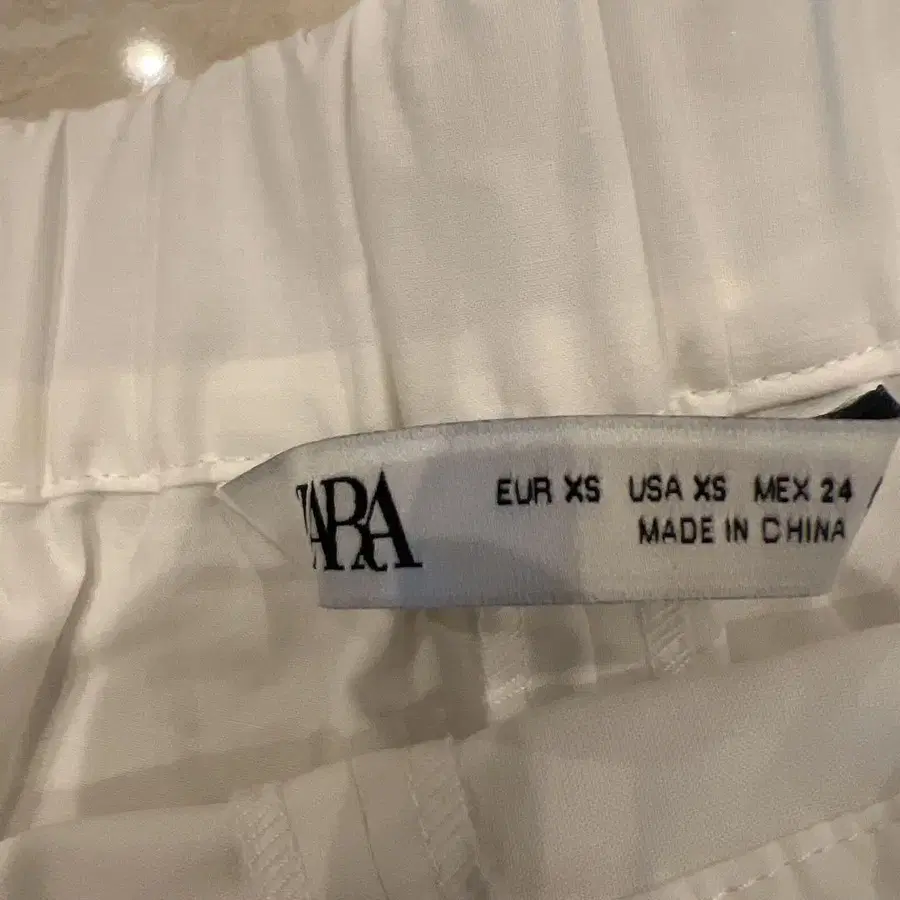 ZARA
EUR XS USA XS MEX 24
MADE IN CHINA